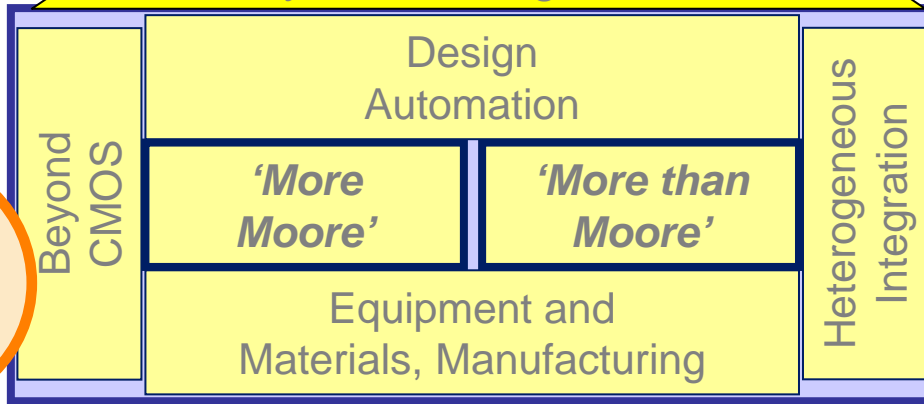 Beyond
CMOS
Design
Automation
‘More
Moore’
‘More than
Moore’
Equipment and
Materials, Manufacturing
Heterogeneous
Integration